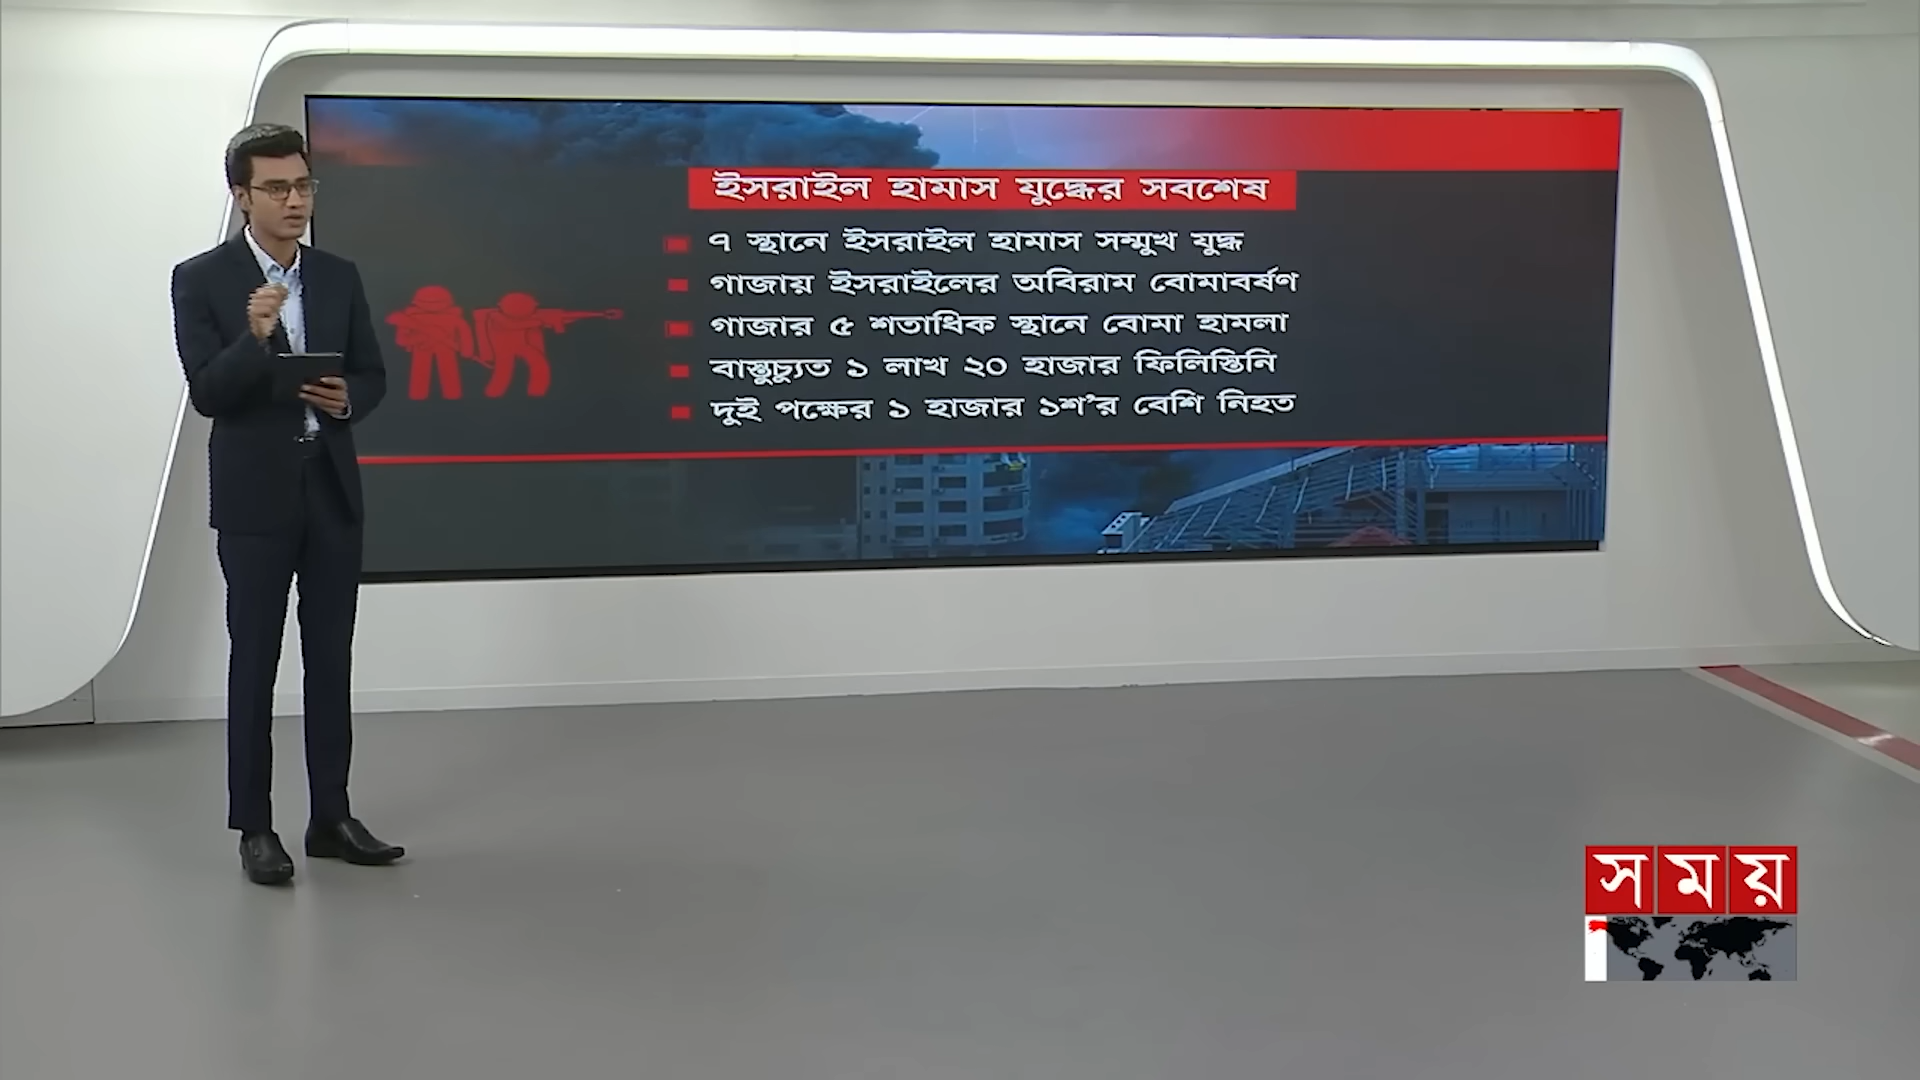 ইসরাইল হামাস যুদ্ধের সবশেষ
৭ স্থানে ইসরাইল হামাস সম্মুখ যুদ্ধ
গাজায় ইসরাইলের অবিরাম বোমাবর্ষণ
গাজার ৫ শতাধিক স্থানে বোমা হামলা
বাস্তুচ্যুত ১ লাখ ২০ হাজার ফিলিস্তিনি
দুই পক্ষের ১ হাজার ১শ'র বেশি নিহত
সময়